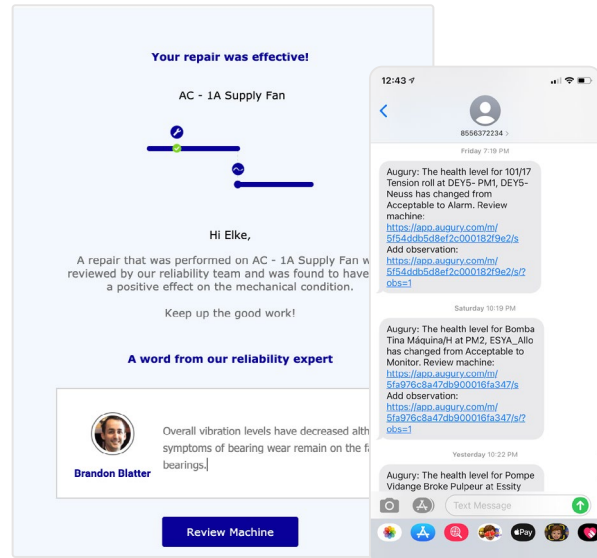 Your repair was effective!
AC - 1A Supply Fan
Hi Elke,
A repair that was performed on AC - 1A Supply Fan w
reviewed by our reliability team and was found to have
a positive effect on the mechanical condition.
Keep up the good work!
A word from our reliability expert
Brandon Blatter
Overall vibration levels have decreased alth
symptoms of bearing wear remain on the fa
bearings.
Review Machine
12:43
8556372234 >
Friday 7:19 PM
Augury: The health level for 101/17
Tension roll at DEY5- PM1, DEY5-
Neuss has changed from
Acceptable to Alarm. Review
machine:
https://app.augury.com/m/
5f54ddb5d8ef2c000182f9e2/s
Add observation:
https://app.augury.com/m/
5f54ddb5d8ef2c000182f9e2/s/?
obs=1
Saturday 10:19 PM
Augury: The health level for Bomba
Tina Máquina/H at PM2, ESYA_Allo
has changed from Acceptable to
Monitor. Review machine:
https://app.augury.com/m/
5fa976c8a47db900016fa347/s
Add observation:
https://app.augury.com/m/
5fa976c8a47db900016fa347/s/?
obs=1
Yesterday 10:22 PM
Augury: The health level for Pompe
Vidange Broke Pulpeur at Essity
Text Message
Pay